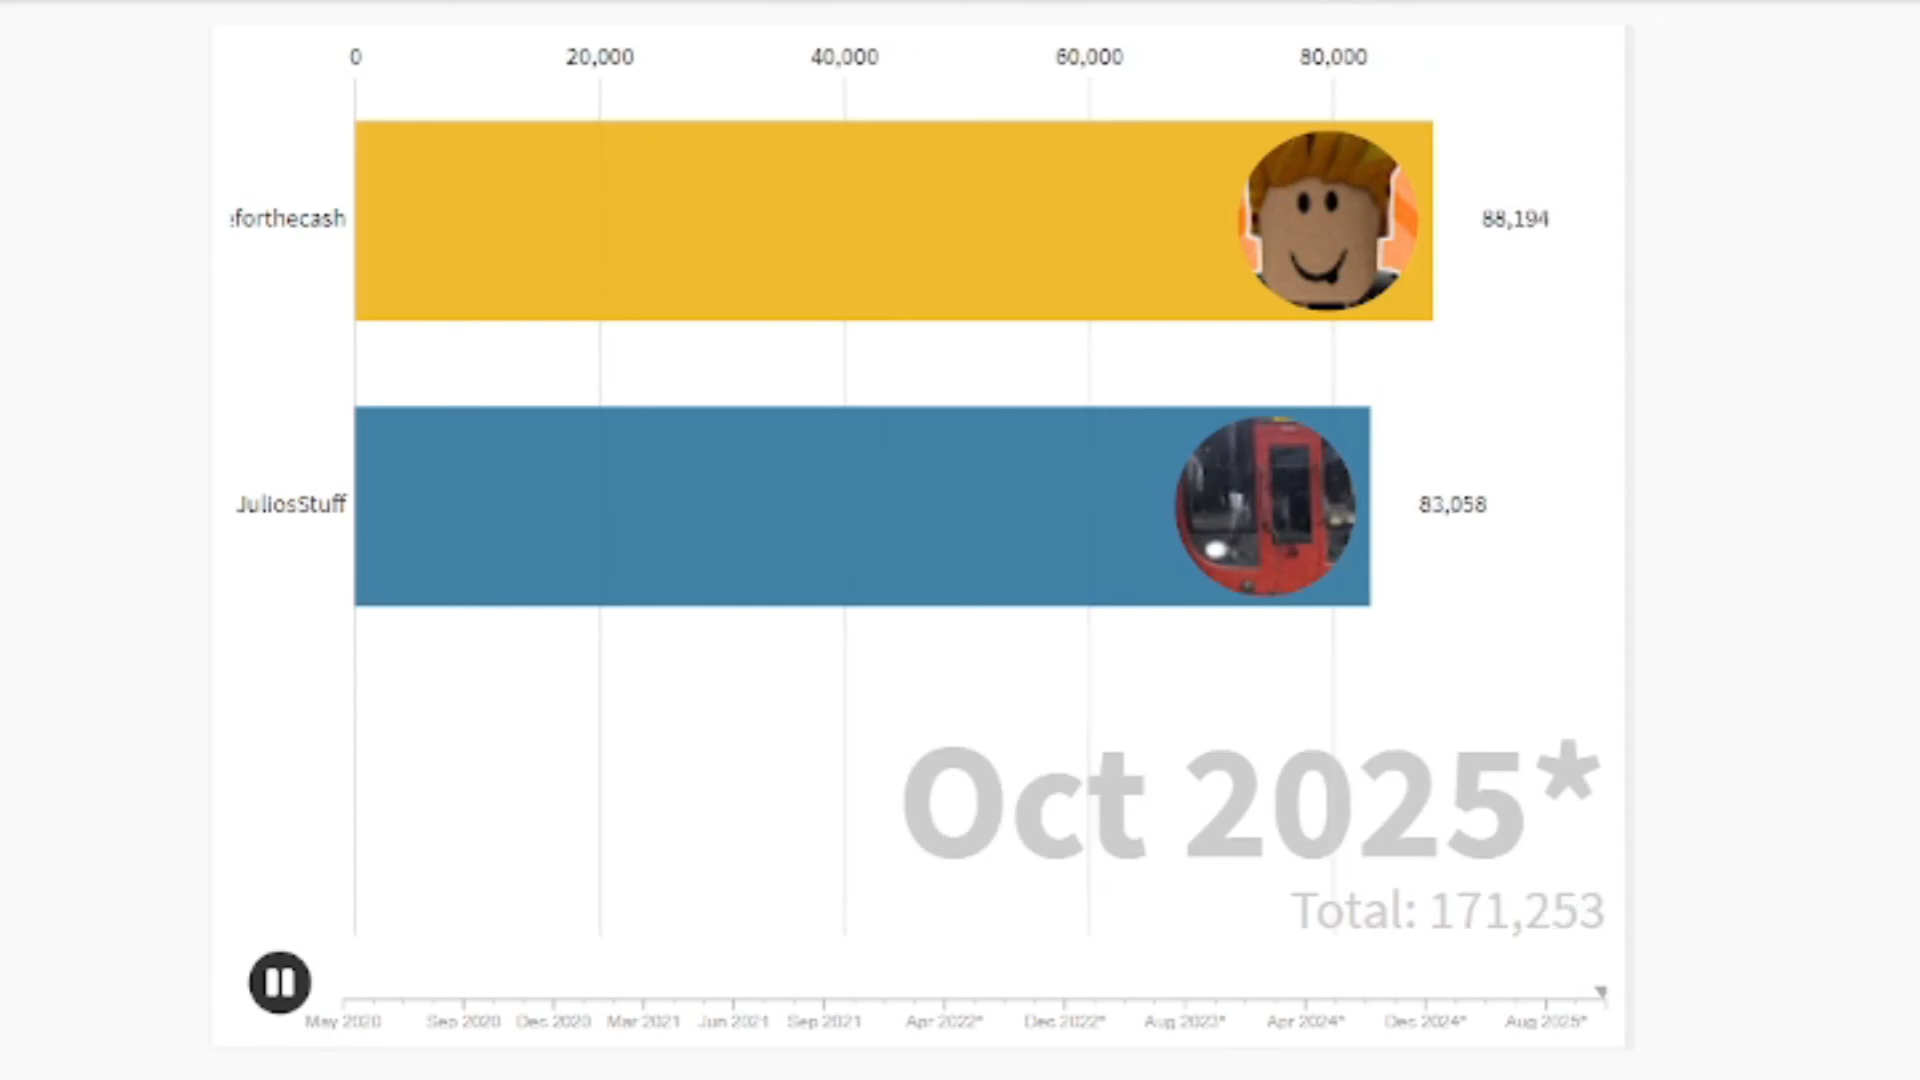 0 20,000 40,000 60,000 80,000
eforthecash
88,194
JuliosStuff
83,058
Oct 2025*
Total: 171,253
May 2020 Sep 2020 Dec 2020 Mar 2021 Jun 2021 Sep 2021 Apr 2022* Dec 2022* Aug 2023* Apr 2024* Dec 2024* Aug 2025*